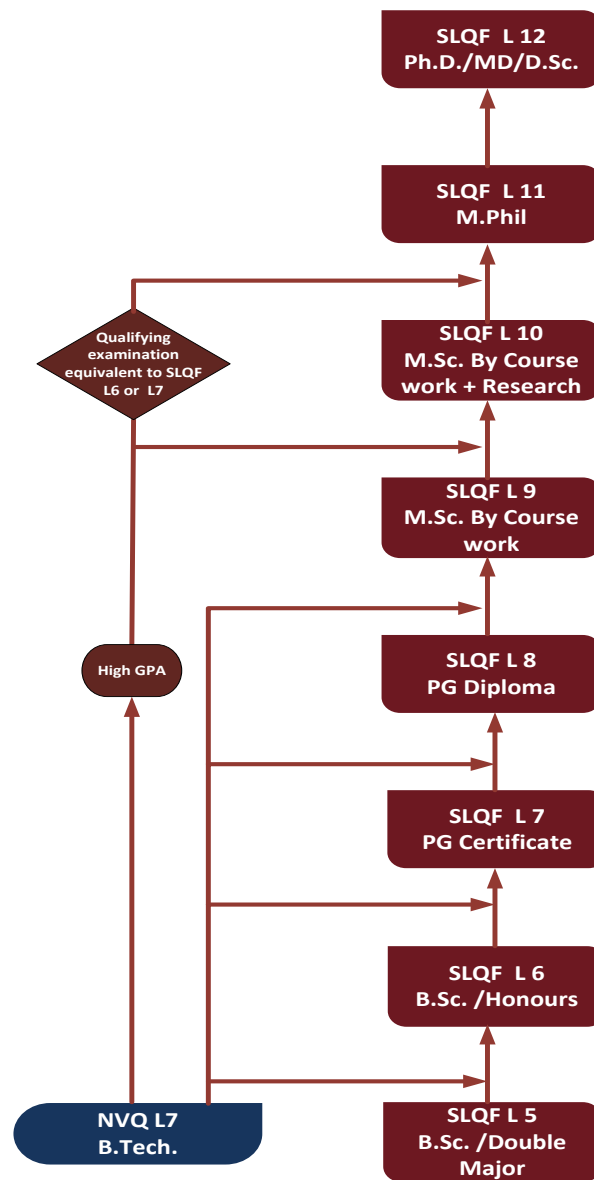 SLQF L 12
Ph.D./MD/D.Sc.
SLQF L 11
M.Phil
Qualifying
examination
equivalent to SLQF
L6 or L7
SLQF L 10
M.Sc. By Course
work + Research
SLQF L 9
M.Sc. By Course
work
High GPA
SLQF L 8
PG Diploma
SLQF L 7
PG Certificate
SLQF L 6
B.Sc. /Honours
NVQ L7
B.Tech.
SLQF L 5
B.Sc. /Double
Major